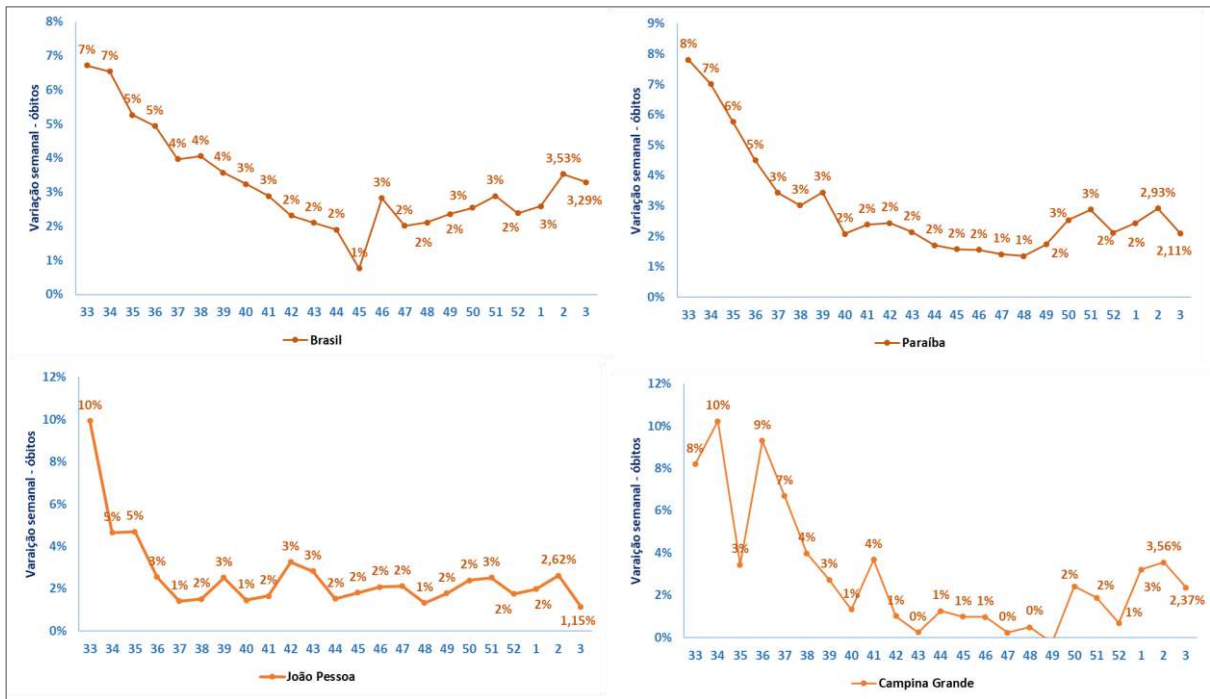 8%
7%
6%
5%
4%
3%
2%
1%
0%
Variação semanal - óbitos
7% 7% 5% 5% 4% 4% 4% 3% 3% 2% 2% 2% 1% 3% 2% 2% 3% 2% 3% 3% 2% 3% 3,53% 3,29%
33 34 35 36 37 38 39 40 41 42 43 44 45 46 47 48 49 50 51 52 1 2 3
Brasil
9%
8%
7%
6%
5%
4%
3%
2%
1%
0%
Variação semanal - óbitos
8% 7% 6% 5% 3% 3% 3% 2% 2% 2% 2% 2% 2% 2% 1% 1% 2% 3% 3% 2% 2% 2,93% 2,11%
33 34 35 36 37 38 39 40 41 42 43 44 45 46 47 48 49 50 51 52 1 2 3
Paraíba
12%
10%
8%
6%
4%
2%
0%
Varaição semanal - óbitos
10% 5% 5% 3% 1% 2% 3% 1% 2% 3% 3% 2% 2% 2% 2% 1% 2% 2% 3% 2% 2% 2,62% 1,15%
33 34 35 36 37 38 39 40 41 42 43 44 45 46 47 48 49 50 51 52 1 2 3
João Pessoa
12%
10%
8%
6%
4%
2%
0%
Varaição semanal - óbitos
8% 10% 3% 9% 7% 4% 3% 1% 4% 1% 0% 1% 1% 1% 0% 0% 2% 2% 1% 3% 3,56% 2,37%
33 34 35 36 37 38 39 40 41 42 43 44 45 46 47 48 49 50 51 52 1 2 3
Campina Grande